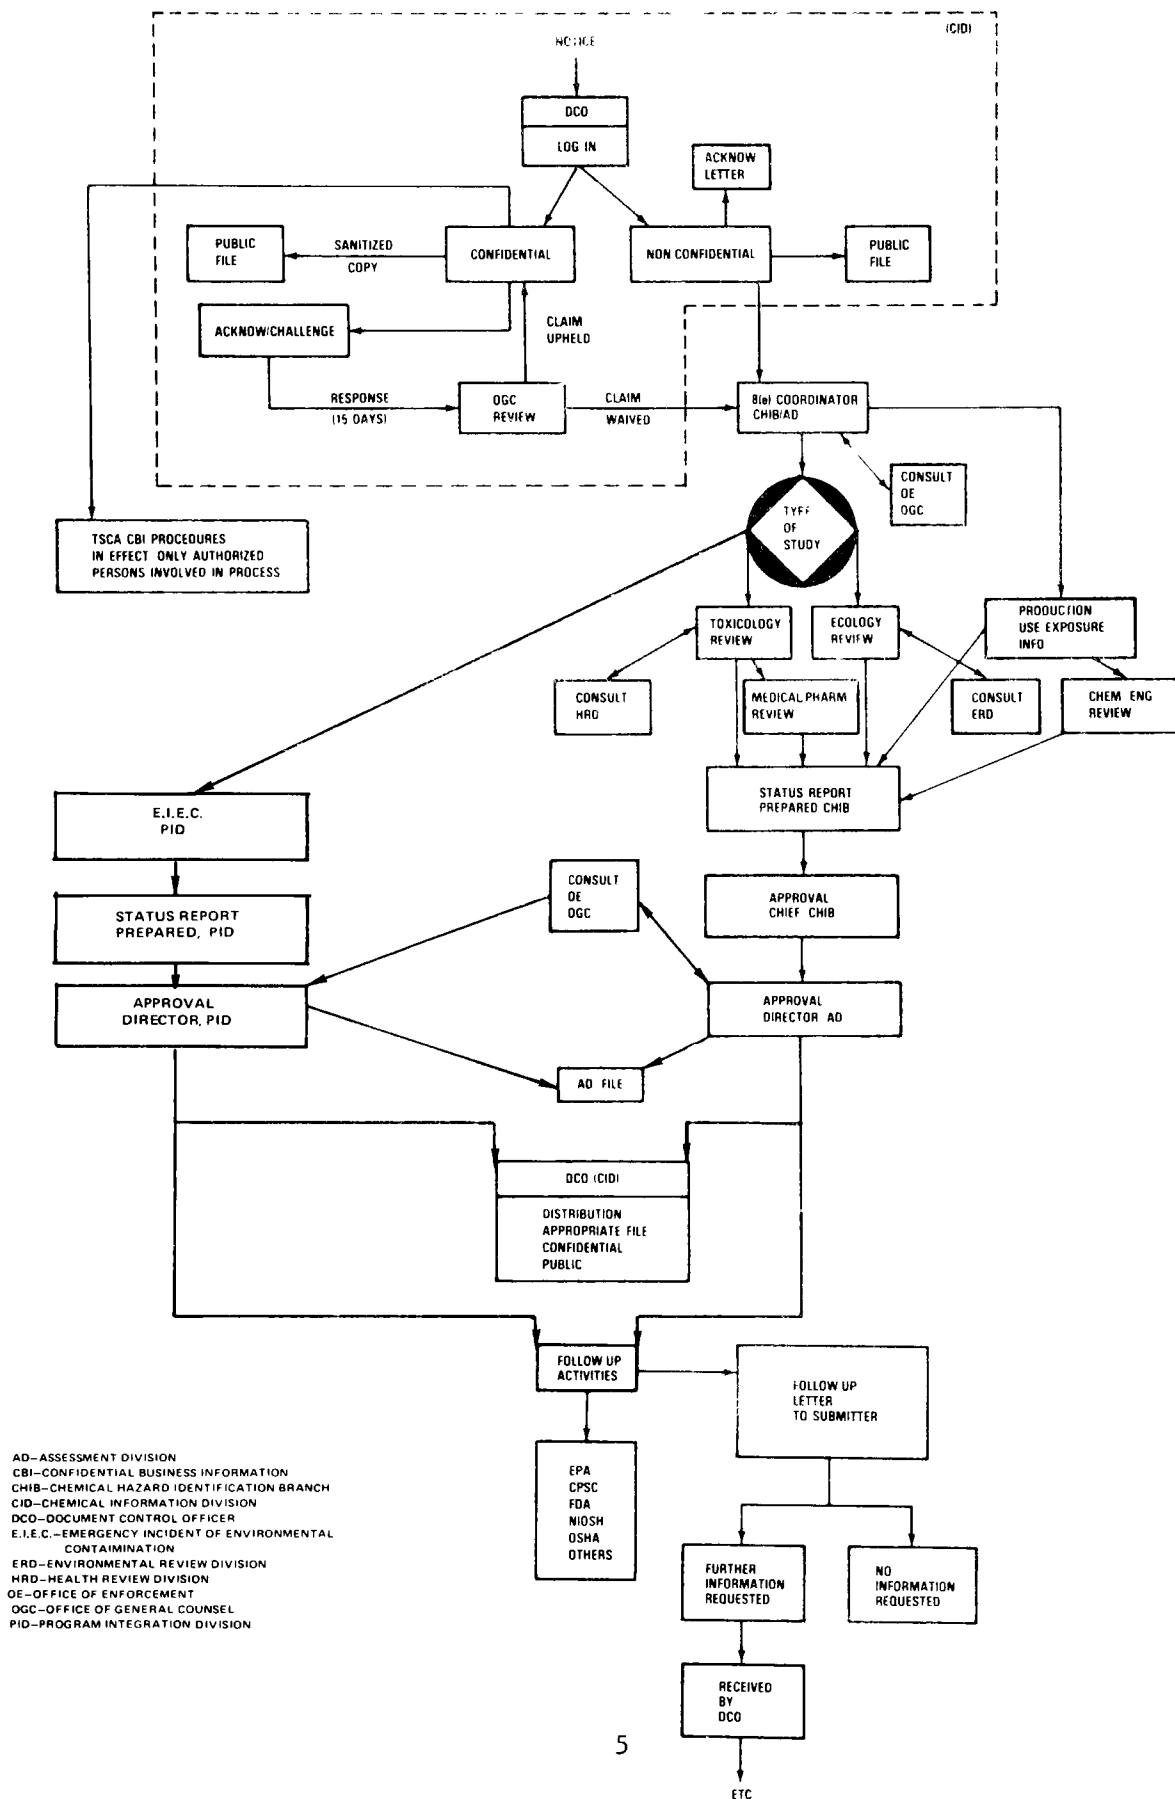 (CID)
NOTICE
DCO
LOG IN
ACKNOW
LETTER
PUBLIC
FILE
SANITIZED
COPY
CONFIDENTIAL
NON CONFIDENTIAL
PUBLIC
FILE
ACKNOW/CHALLENGE
CLAIM
UPHELD
RESPONSE
(15 DAYS)
OGC
REVIEW
CLAIM
WAIVED
8(e) COORDINATOR
CHIB/AD
CONSULT
OE
OGC
TSCA CBI PROCEDURES
IN EFFECT ONLY AUTHORIZED
PERSONS INVOLVED IN PROCESS
TYPE
OF
STUDY
TOXICOLOGY
REVIEW
ECOLOGY
REVIEW
PRODUCTION
USE EXPOSURE
INFO
CONSULT
HRD
MEDICAL PHARM
REVIEW
CONSULT
ERD
CHEM ENG
REVIEW
E.I.E.C.
PID
STATUS REPORT
PREPARED CHIB
STATUS REPORT
PREPARED, PID
CONSULT
OE
OGC
APPROVAL
CHIEF CHIB
APPROVAL
DIRECTOR, PID
APPROVAL
DIRECTOR AD
AD FILE
DCO (CID)
DISTRIBUTION
APPROPRIATE FILE
CONFIDENTIAL
PUBLIC
FOLLOW UP
ACTIVITIES
FOLLOW UP
LETTER
TO SUBMITTER
EPA
CPSC
FDA
NIOSH
OSHA
OTHERS
FURTHER
INFORMATION
REQUESTED
NO
INFORMATION
REQUESTED
RECEIVED
BY
DCO
ETC
AD–ASSESSMENT DIVISION
CBI–CONFIDENTIAL BUSINESS INFORMATION
CHIB–CHEMICAL HAZARD IDENTIFICATION BRANCH
CID–CHEMICAL INFORMATION DIVISION
DCO–DOCUMENT CONTROL OFFICER
E.I.E.C.–EMERGENCY INCIDENT OF ENVIRONMENTAL
CONTAIMINATION
ERD–ENVIRONMENTAL REVIEW DIVISION
HRD–HEALTH REVIEW DIVISION
OE–OFFICE OF ENFORCEMENT
OGC–OFFICE OF GENERAL COUNSEL
PID–PROGRAM INTEGRATION DIVISION
5